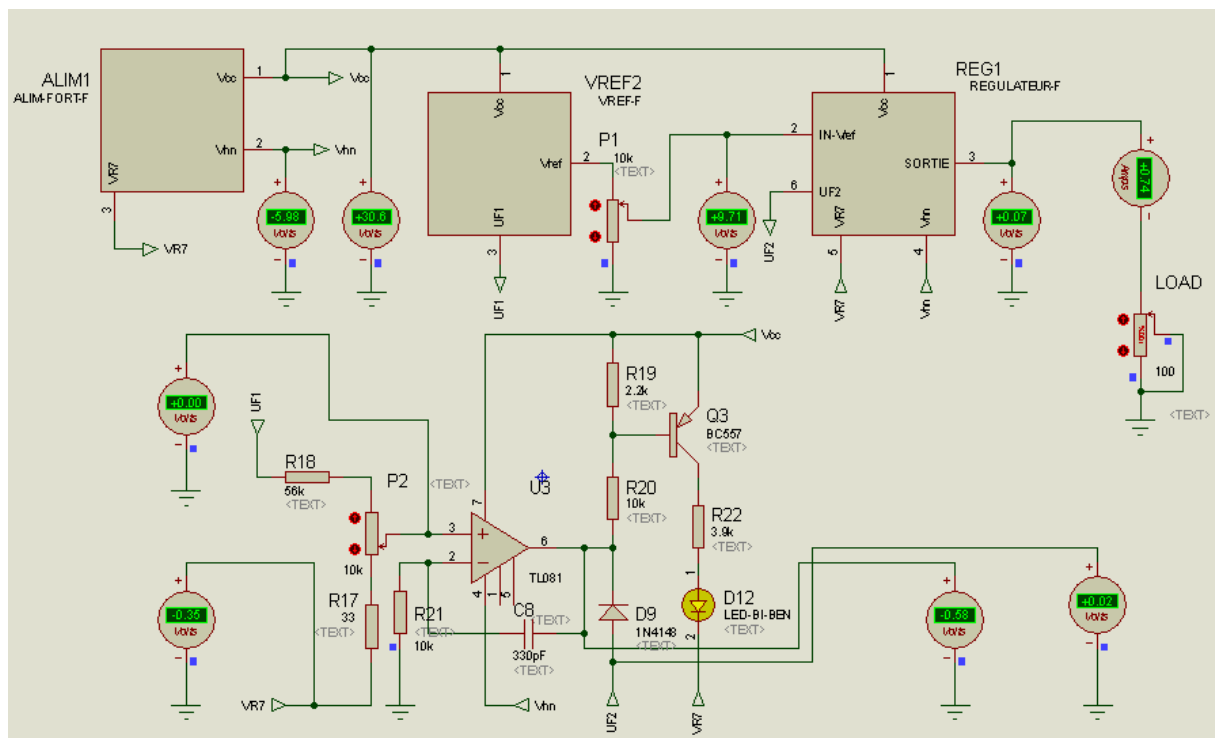 ALIM1
ALIM-FORT-F
Vcc
1
Vcc
Vhn
2
Vhn
VR7
3
VR7
-5.98
Volts
+30.6
Volts
VREF2
VREF-F
1
Vcc
Vref
2
UF1
3
UF1
P1
10k
<TEXT>
+9.71
Volts
REG1
REGULATEUR-F
1
Vcc
2
IN-Vref
SORTIE
3
6
UF2
UF2
VR7
5
VR7
Vhn
4
Vhn
+0.07
Volts
+0.74
Amps
LOAD
100
<TEXT>
+0.00
Volts
UF1
R18
56k
<TEXT>
P2
<TEXT>
10k
R17
33
<TEXT>
-0.35
Volts
VR7
R21
10k
U3
3
2
7
6
4
1
5
TL081
C8
<TEXT>
330pF
Vhn
Vcc
R19
2.2k
<TEXT>
R20
10k
<TEXT>
Q3
BC557
<TEXT>
R22
3.9k
<TEXT>
D9
1N4148
<TEXT>
UF2
1
D12
LED-BI-BEN
<TEXT>
2
VR7
-0.58
Volts
+0.02
Volts